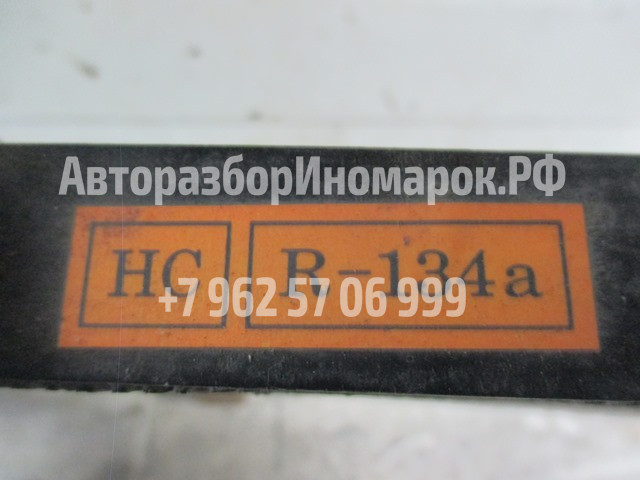 АвторазборИномарок.РФ
HC R-134a
+7 962 57 06 999